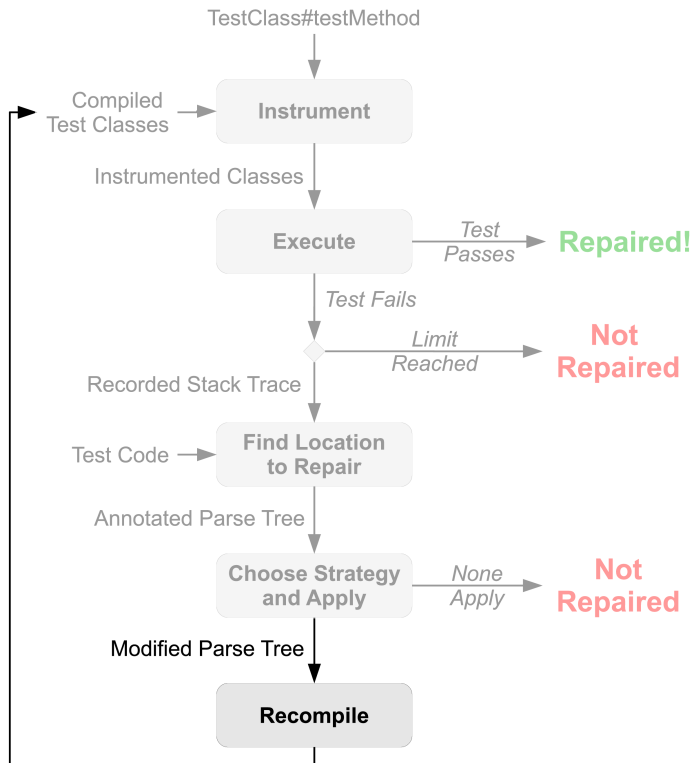 TestClass#testMethod
Compiled
Test Classes
Instrument
Instrumented Classes
Execute
Test
Passes
Repaired!
Test Fails
Limit
Reached
Not
Repaired
Recorded Stack Trace
Test Code
Find Location
to Repair
Annotated Parse Tree
Choose Strategy
and Apply
None
Apply
Not
Repaired
Modified Parse Tree
Recompile